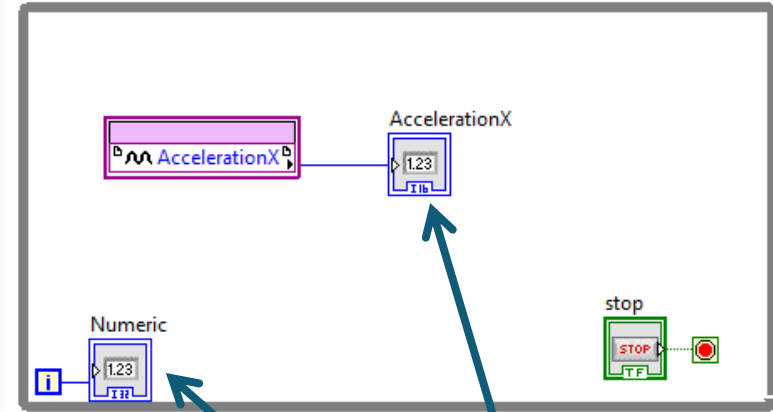 AccelerationX
AccelerationX
1.23
I16
stop
STOP
TF
Numeric
1.23
I32
i